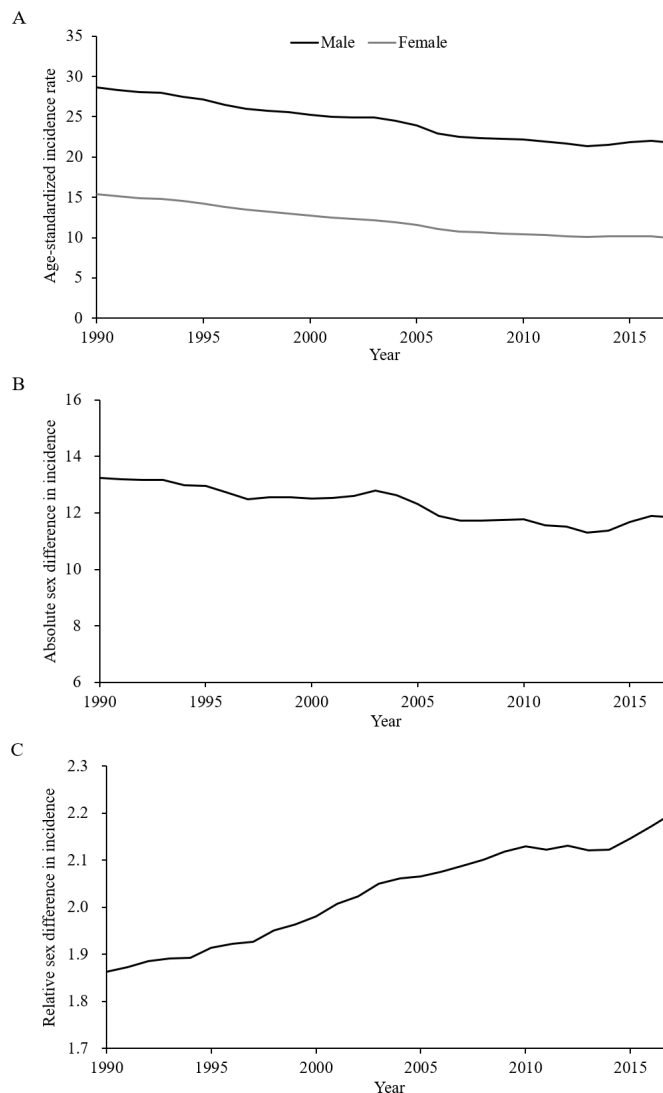 A
Age-standardized incidence rate
35
30
25
20
15
10
5
0
Male Female
1990 1995 2000 2005 2010 2015
Year
B
Absolute sex difference in incidence
16
14
12
10
8
6
1990 1995 2000 2005 2010 2015
Year
C
Relative sex difference in incidence
2.3
2.2
2.1
2.0
1.9
1.8
1.7
1990 1995 2000 2005 2010 2015
Year